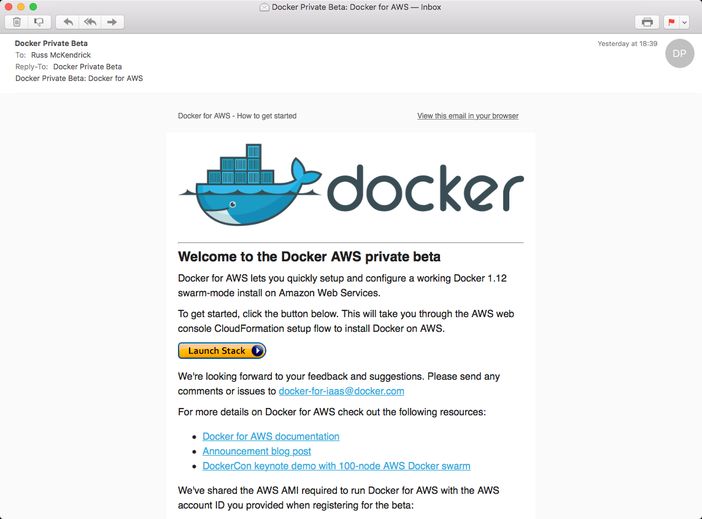 Docker Private Beta: Docker for AWS — Inbox
Docker Private Beta
Yesterday at 18:39
DP
To: Russ McKendrick
Reply-To: Docker Private Beta
Docker Private Beta: Docker for AWS
Docker for AWS - How to get started
View this email in your browser
docker
Welcome to the Docker AWS private beta
Docker for AWS lets you quickly setup and configure a working Docker 1.12
swarm-mode install on Amazon Web Services.
To get started, click the button below. This will take you through the AWS web
console CloudFormation setup flow to install Docker on AWS.
Launch Stack
We're looking forward to your feedback and suggestions. Please send any
comments or issues to docker-for-iaas@docker.com
For more details on Docker for AWS check out the following resources:
• Docker for AWS documentation
• Announcement blog post
• DockerCon keynote demo with 100-node AWS Docker swarm
We've shared the AWS AMI required to run Docker for AWS with the AWS
account ID you provided when registering for the beta: